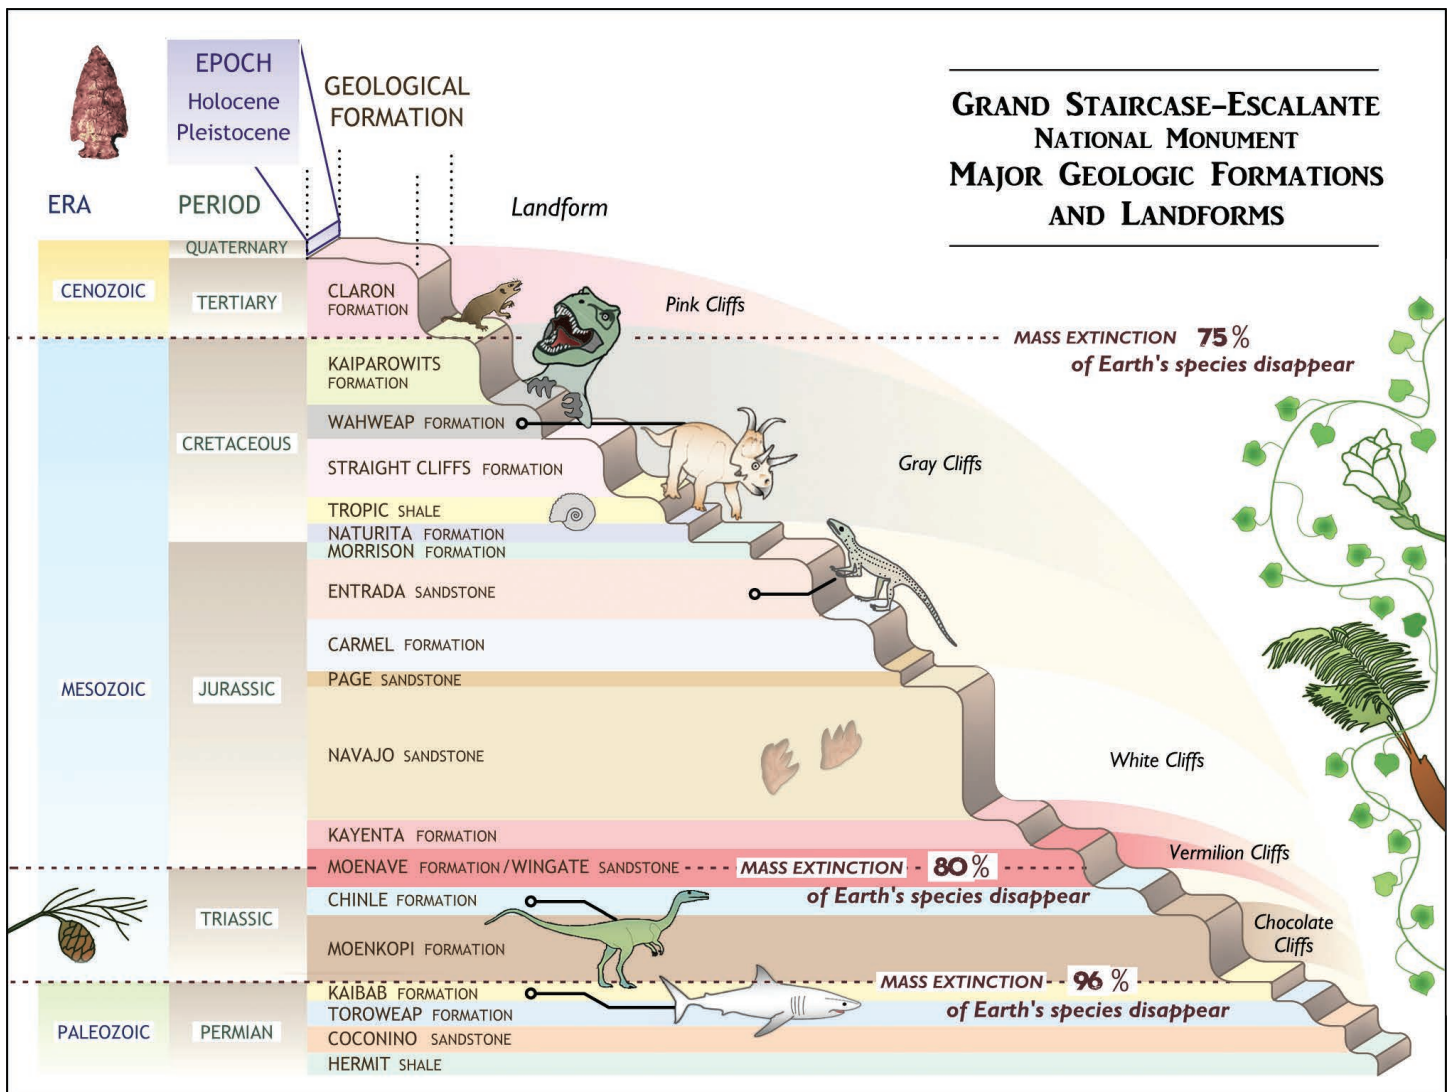 EPOCH
Holocene
Pleistocene
GEOLOGICAL
FORMATION
GRAND STAIRCASE–ESCALANTE
NATIONAL MONUMENT
MAJOR GEOLOGIC FORMATIONS
AND LANDFORMS
ERA
PERIOD
Landform
QUATERNARY
CENOZOIC
TERTIARY
CLARON
FORMATION
Pink Cliffs
MASS EXTINCTION 75%
of Earth's species disappear
KAIPAROWITS
FORMATION
WAHWEAP FORMATION
CRETACEOUS
STRAIGHT CLIFFS FORMATION
Gray Cliffs
TROPIC SHALE
NATURITA FORMATION
MORRISON FORMATION
ENTRADA SANDSTONE
CARMEL FORMATION
PAGE SANDSTONE
MESOZOIC
JURASSIC
NAVAJO SANDSTONE
White Cliffs
KAYENTA FORMATION
Vermilion Cliffs
MOENAVE FORMATION/WINGATE SANDSTONE
MASS EXTINCTION 80%
of Earth's species disappear
CHINLE FORMATION
TRIASSIC
Chocolate
Cliffs
MOENKOPI FORMATION
MASS EXTINCTION 96%
of Earth's species disappear
KAIBAB FORMATION
TOROWEAP FORMATION
PALEOZOIC
PERMIAN
COCONINO SANDSTONE
HERMIT SHALE